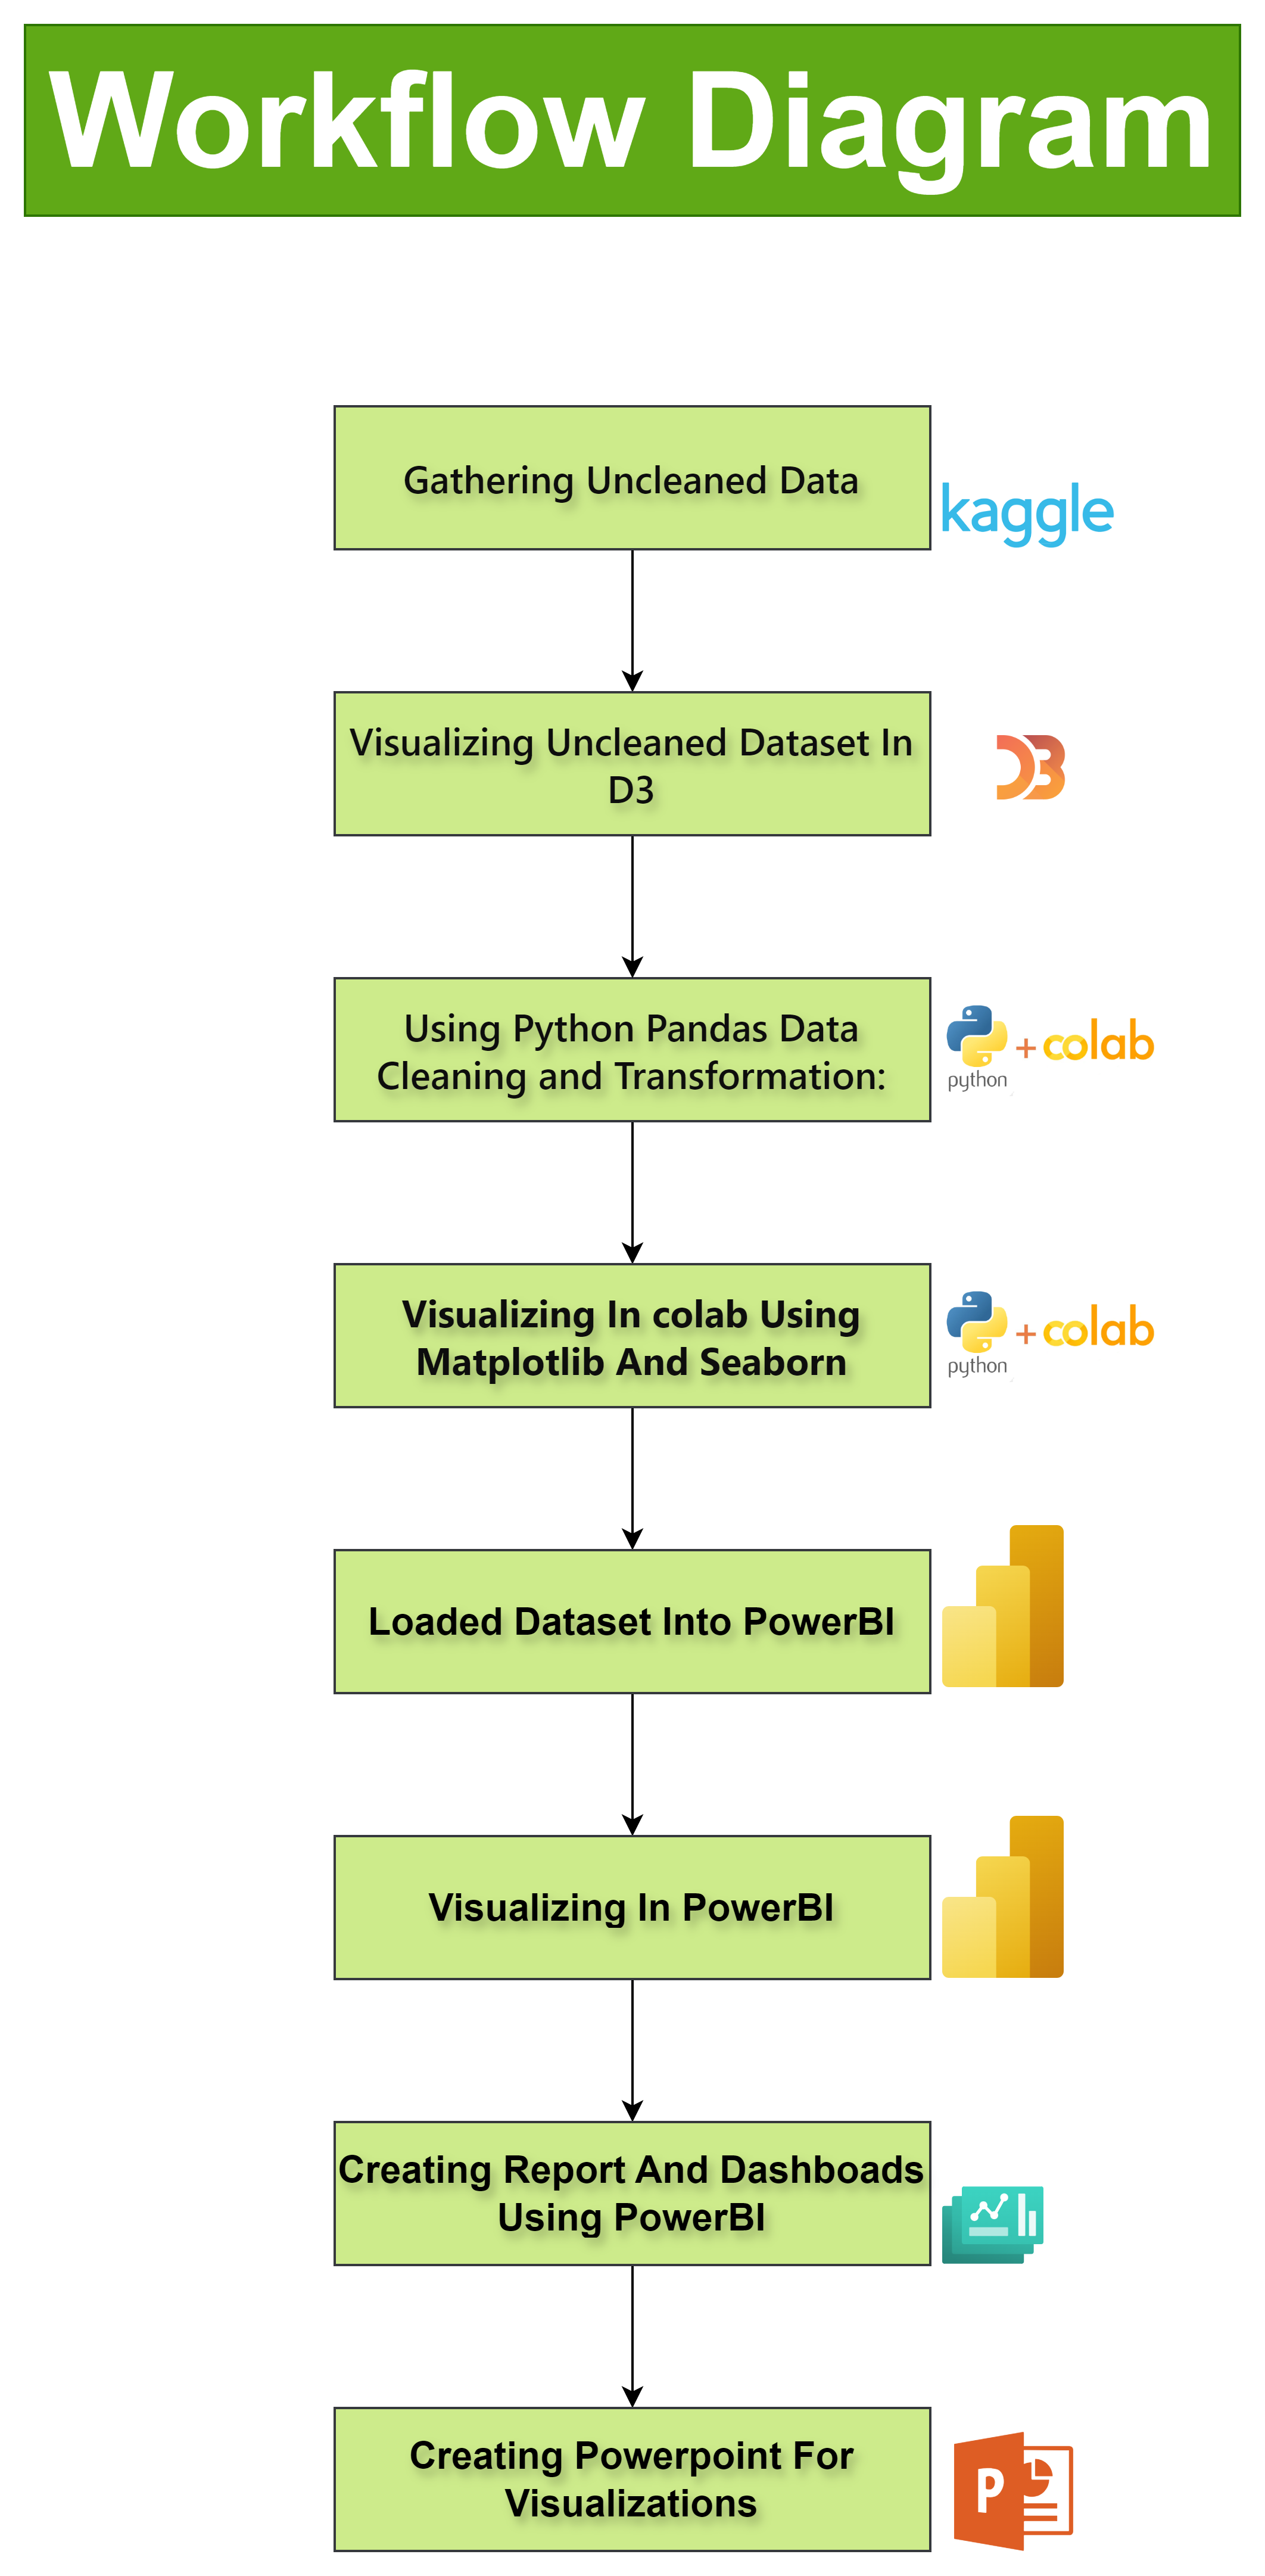 Workflow Diagram
Gathering Uncleaned Data
kaggle
Visualizing Uncleaned Dataset In
D3
Using Python Pandas Data
Cleaning and Transformation:
python
+ colab
Visualizing In colab Using
Matplotlib And Seaborn
python
+ colab
Loaded Dataset Into PowerBI
Visualizing In PowerBI
Creating Report And Dashboads
Using PowerBI
Creating Powerpoint For
Visualizations
P